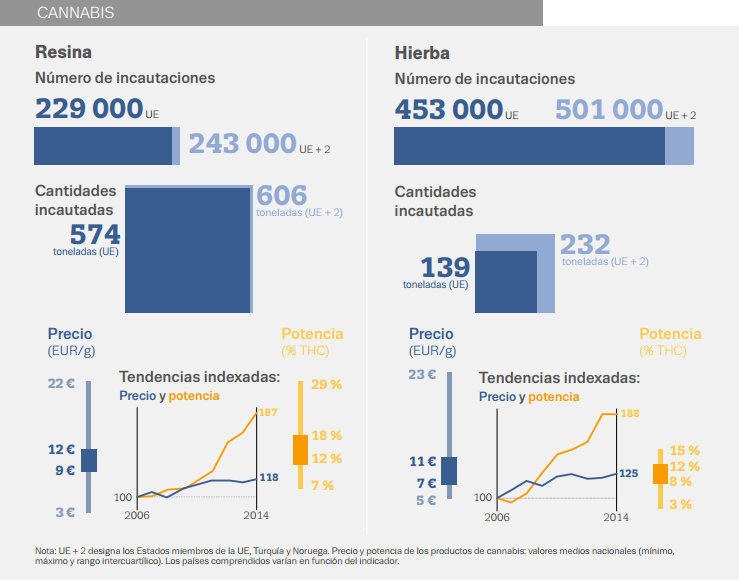 CANNABIS
Resina
Número de incautaciones
229 000 UE
243 000 UE + 2
Cantidades
incautadas
574
toneladas (UE)
606
toneladas (UE + 2)
Precio
(EUR/g)
Potencia
(% THC)
Tendencias indexadas:
Precio y potencia
22 €
12 €
9 €
3 €
187
118
100
2006
2014
29 %
18 %
12 %
7 %
Hierba
Número de incautaciones
453 000 UE
501 000 UE + 2
Cantidades
incautadas
139
toneladas (UE)
232
toneladas (UE + 2)
Precio
(EUR/g)
Potencia
(% THC)
Tendencias indexadas:
Precio y potencia
23 €
11 €
7 €
5 €
188
125
100
2006
2014
15 %
12 %
8 %
3 %
Nota: UE + 2 designa los Estados miembros de la UE, Turquía y Noruega. Precio y potencia de los productos de cannabis: valores medios nacionales (mínimo,
máximo y rango intercuartílico). Los países comprendidos varían en función del indicador.